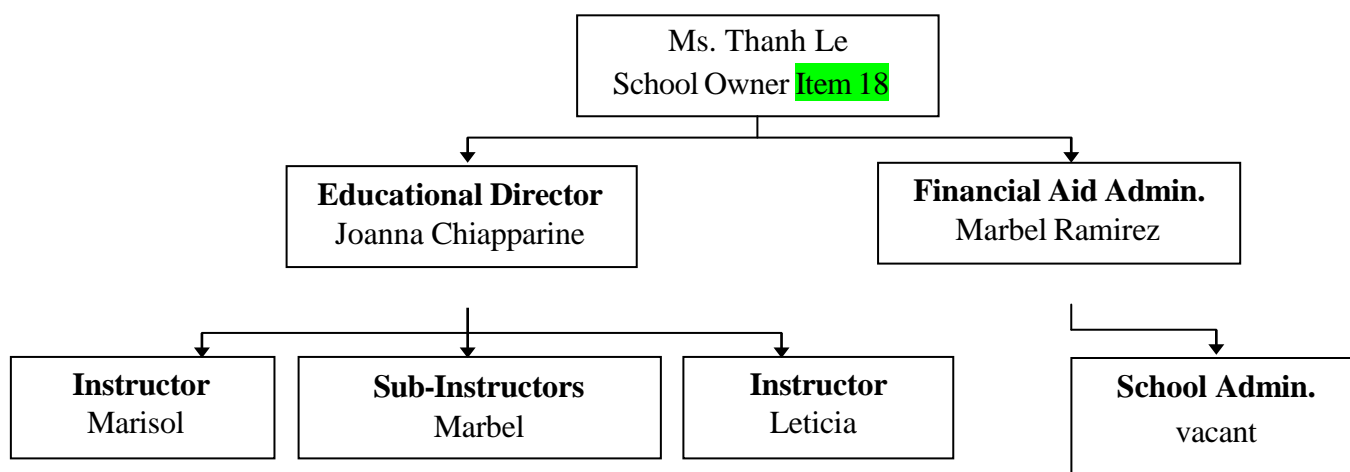 Ms. Thanh Le
School Owner Item 18
Educational Director
Joanna Chiapparine
Financial Aid Admin.
Marbel Ramirez
Instructor
Marisol
Sub-Instructors
Marbel
Instructor
Leticia
School Admin.
vacant